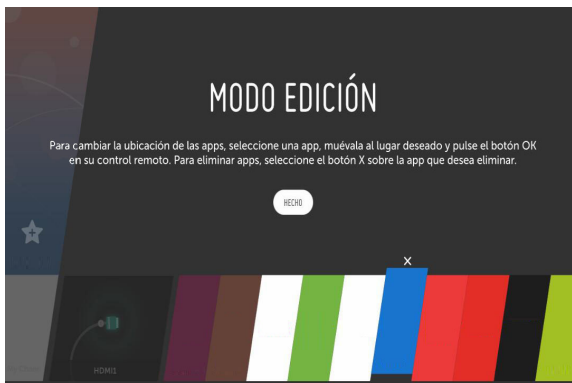 MODO EDICIÓN
Para cambiar la ubicación de las apps, seleccione una app, muévala al lugar deseado y pulse el botón OK
en su control remoto. Para eliminar apps, seleccione el botón X sobre la app que desea eliminar.
HECHO
X
HDMI1